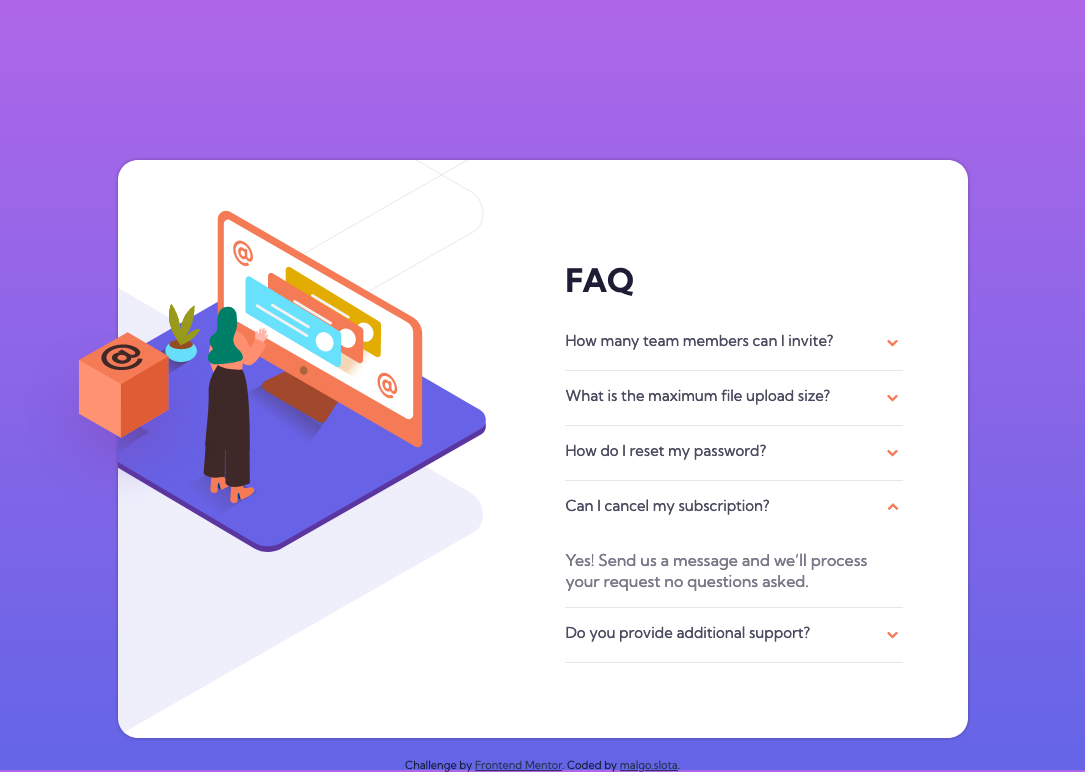 @
@
@
FAQ
How many team members can I invite?
What is the maximum file upload size?
How do I reset my password?
Can I cancel my subscription?
Yes! Send us a message and we’ll process
your request no questions asked.
Do you provide additional support?
Challenge by Frontend Mentor. Coded by malgo.slota.